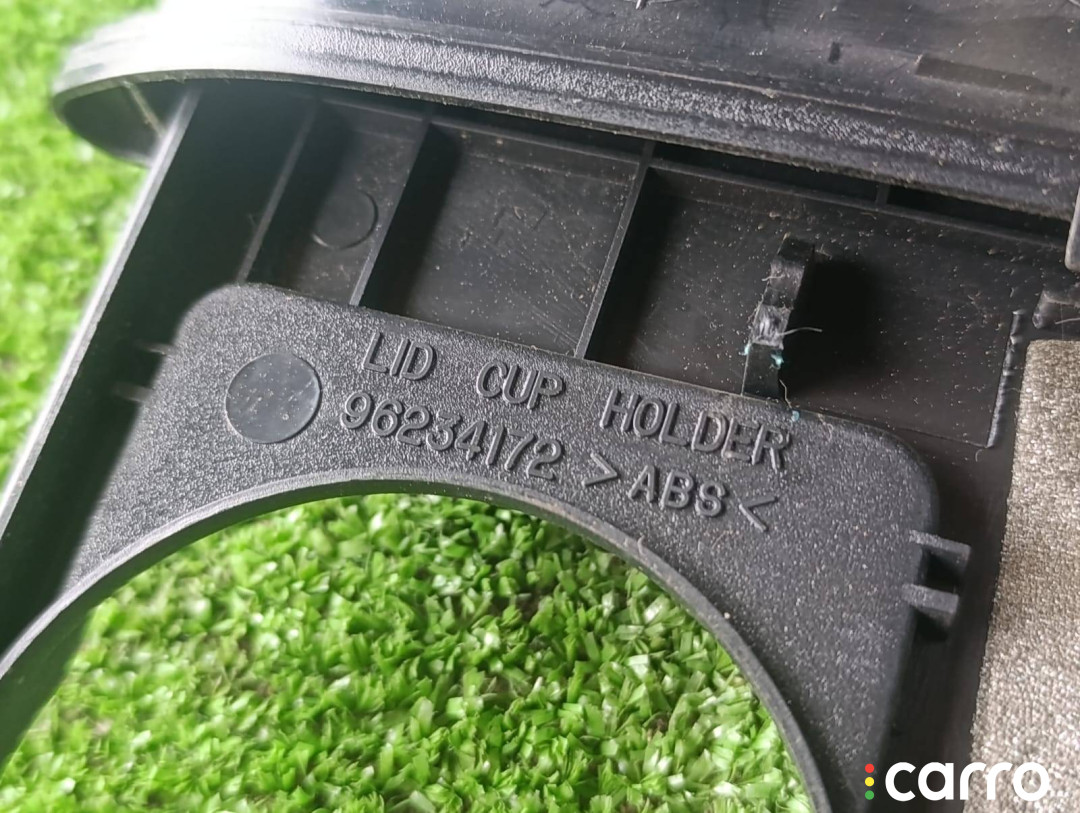 LID CUP HOLDER
96234172 >ABS<
carro